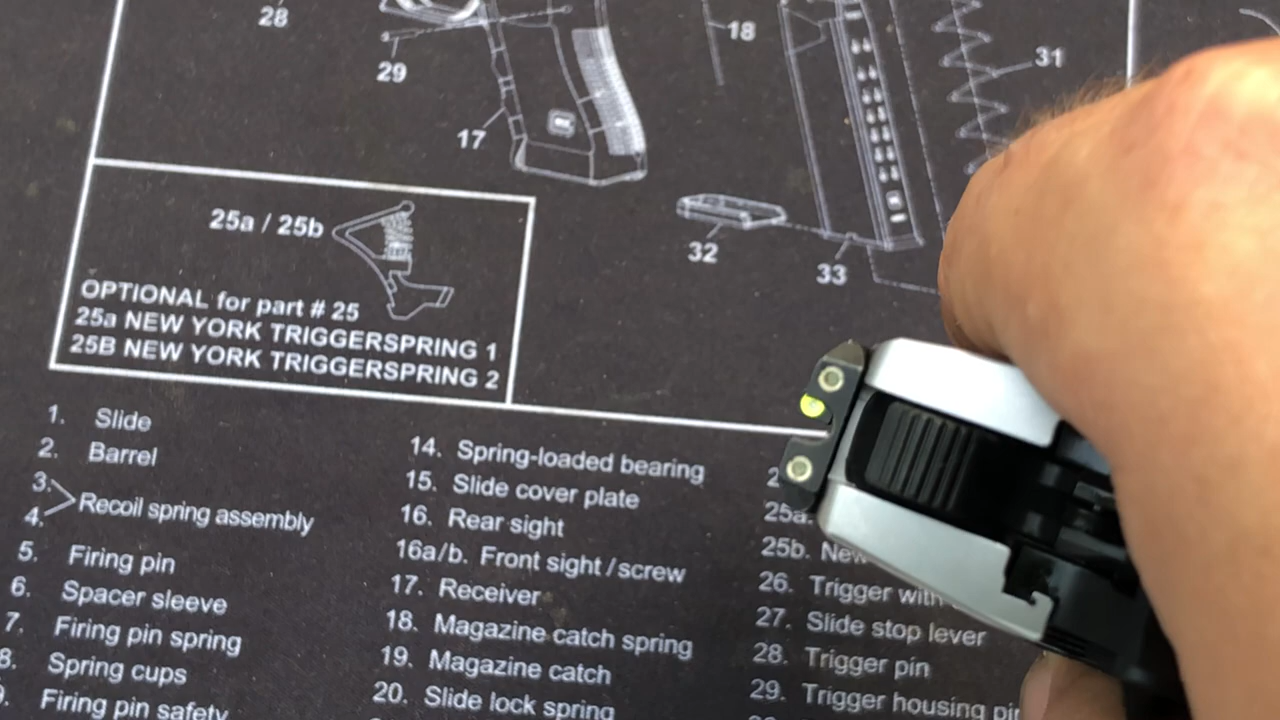 28
29
18
31
17
32
33
25a / 25b
OPTIONAL for part # 25
25a NEW YORK TRIGGERSPRING 1
25B NEW YORK TRIGGERSPRING 2
1. Slide
2. Barrel
3.
4. Recoil spring assembly
5. Firing pin
6. Spacer sleeve
7. Firing pin spring
8. Spring cups
Firing pin safety
14. Spring-loaded bearing
15. Slide cover plate
16. Rear sight
16a/b. Front sight / screw
17. Receiver
18. Magazine catch spring
19. Magazine catch
20. Slide lock spring
25a.
25b. New
26. Trigger with
27. Slide stop lever
28. Trigger pin
29. Trigger housing pin